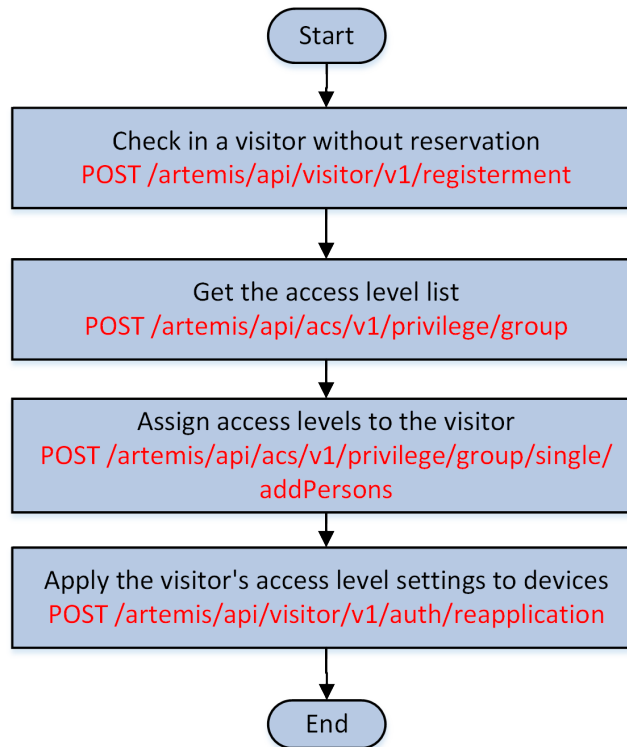 Start
Check in a visitor without reservation
POST /artemis/api/visitor/v1/registerment
Get the access level list
POST /artemis/api/acs/v1/privilege/group
Assign access levels to the visitor
POST /artemis/api/acs/v1/privilege/group/single/
addPersons
Apply the visitor's access level settings to devices
POST /artemis/api/visitor/v1/auth/reapplication
End